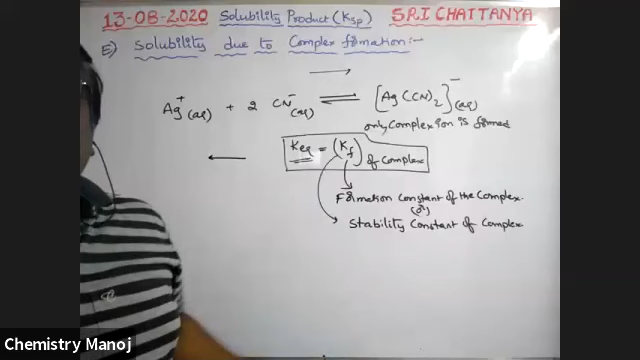 13-08-2020 Solubility Product (Ksp) SRI CHAITANYA
E) Solubility due to Complex formation:-
Ag⁺(aq) + 2 CN⁻(aq) ⇌ [Ag(CN)₂]⁻(aq)
only Complex ion is formed
Keq = (Kf) of Complex
Formation Constant of the Complex.
(or)
Stability Constant of Complex
Chemistry Manoj